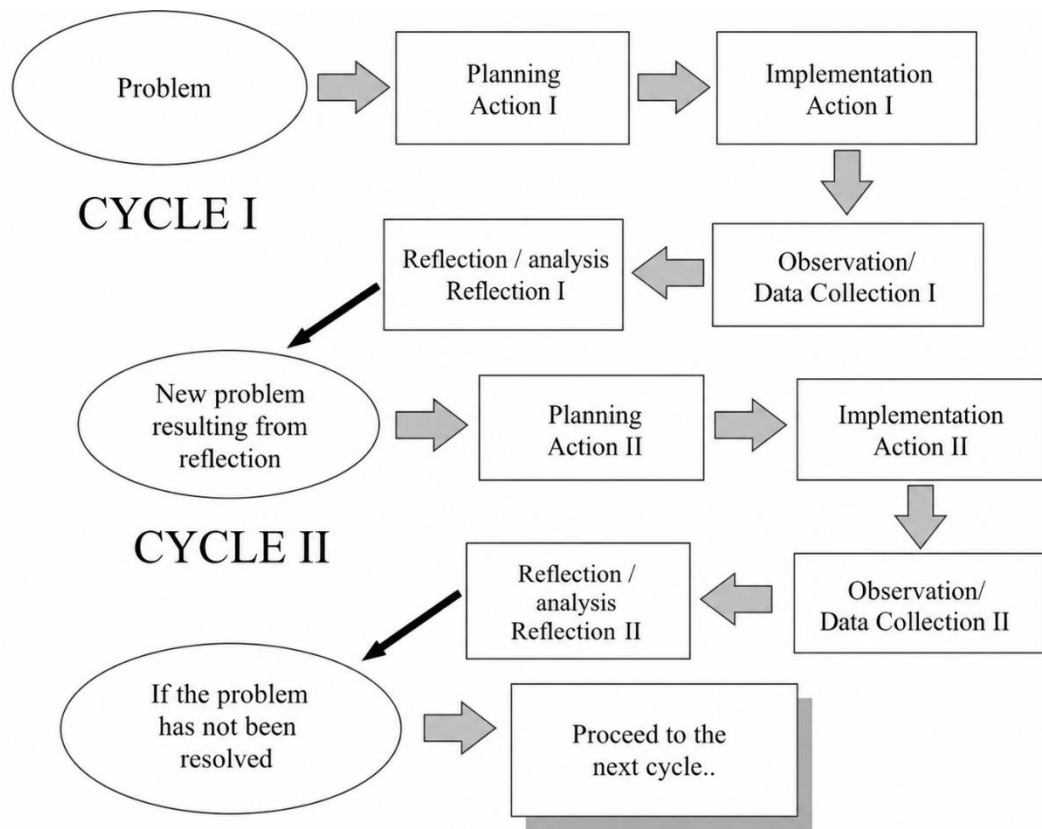 Problem
Planning
Action I
Implementation
Action I
CYCLE I
Reflection / analysis
Reflection I
Observation/
Data Collection I
New problem
resulting from
reflection
Planning
Action II
Implementation
Action II
CYCLE II
Reflection /
analysis
Reflection II
Observation/
Data Collection II
If the problem
has not been
resolved
Proceed to the
next cycle..